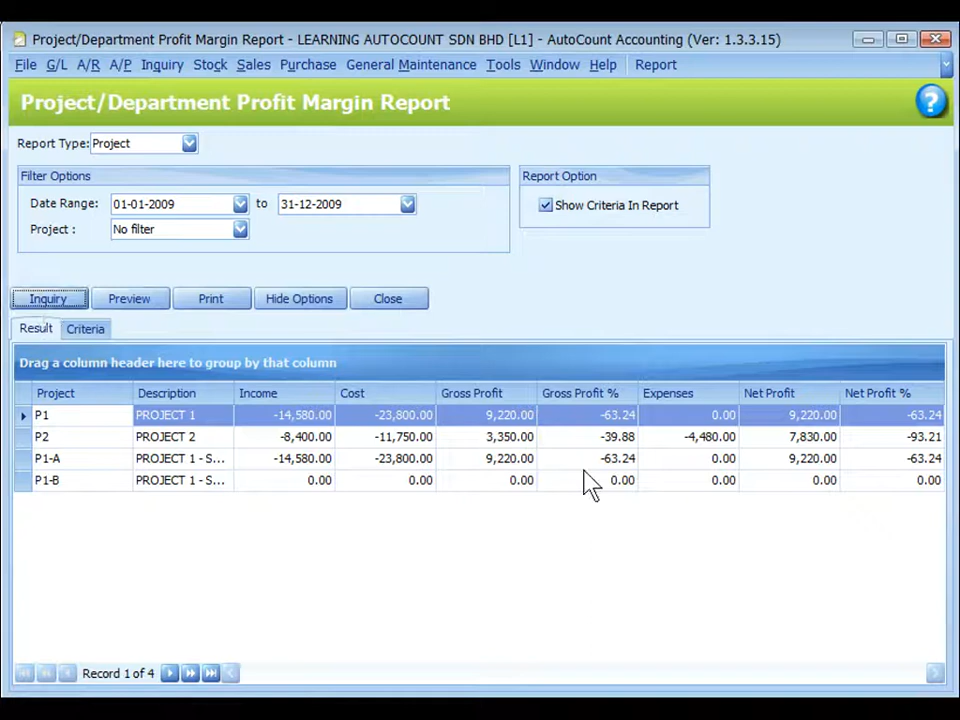 Project/Department Profit Margin Report - LEARNING AUTOCOUNT SDN BHD [L1] - AutoCount Accounting (Ver: 1.3.3.15)
File G/L A/R A/P Inquiry Stock Sales Purchase General Maintenance Tools Window Help Report
Project/Department Profit Margin Report
?
Report Type: Project
Filter Options
Report Option
Date Range: 01-01-2009 to 31-12-2009
Show Criteria In Report
Project : No filter
Inquiry Preview Print Hide Options Close
Result Criteria
Drag a column header here to group by that column
Project Description Income Cost Gross Profit Gross Profit % Expenses Net Profit Net Profit %
P1 PROJECT 1 -14,580.00 -23,800.00 9,220.00 -63.24 0.00 9,220.00 -63.24
P2 PROJECT 2 -8,400.00 -11,750.00 3,350.00 -39.88 -4,480.00 7,830.00 -93.21
P1-A PROJECT 1 - S... -14,580.00 -23,800.00 9,220.00 -63.24 0.00 9,220.00 -63.24
P1-B PROJECT 1 - S... 0.00 0.00 0.00 0.00 0.00 0.00 0.00
Record 1 of 4